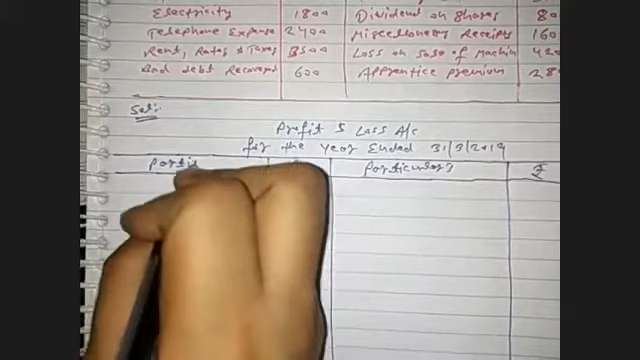 Electricity 1800 Dividend on shares 80
Telephone Expense 2400 Miscellaneous Receipts 160
Rent, Rates & Taxes 3500 Loss on Sale of Machin 420
Bad debt Recovered 600 Apprentice premium 280
Sol:
Profit & Loss A/c
for the Year Ended 31/3/2019
Partic Particulars ₹